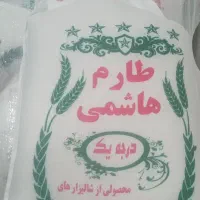 طارم
هاشمی
درجه یک
محصولی از شالیزارهای